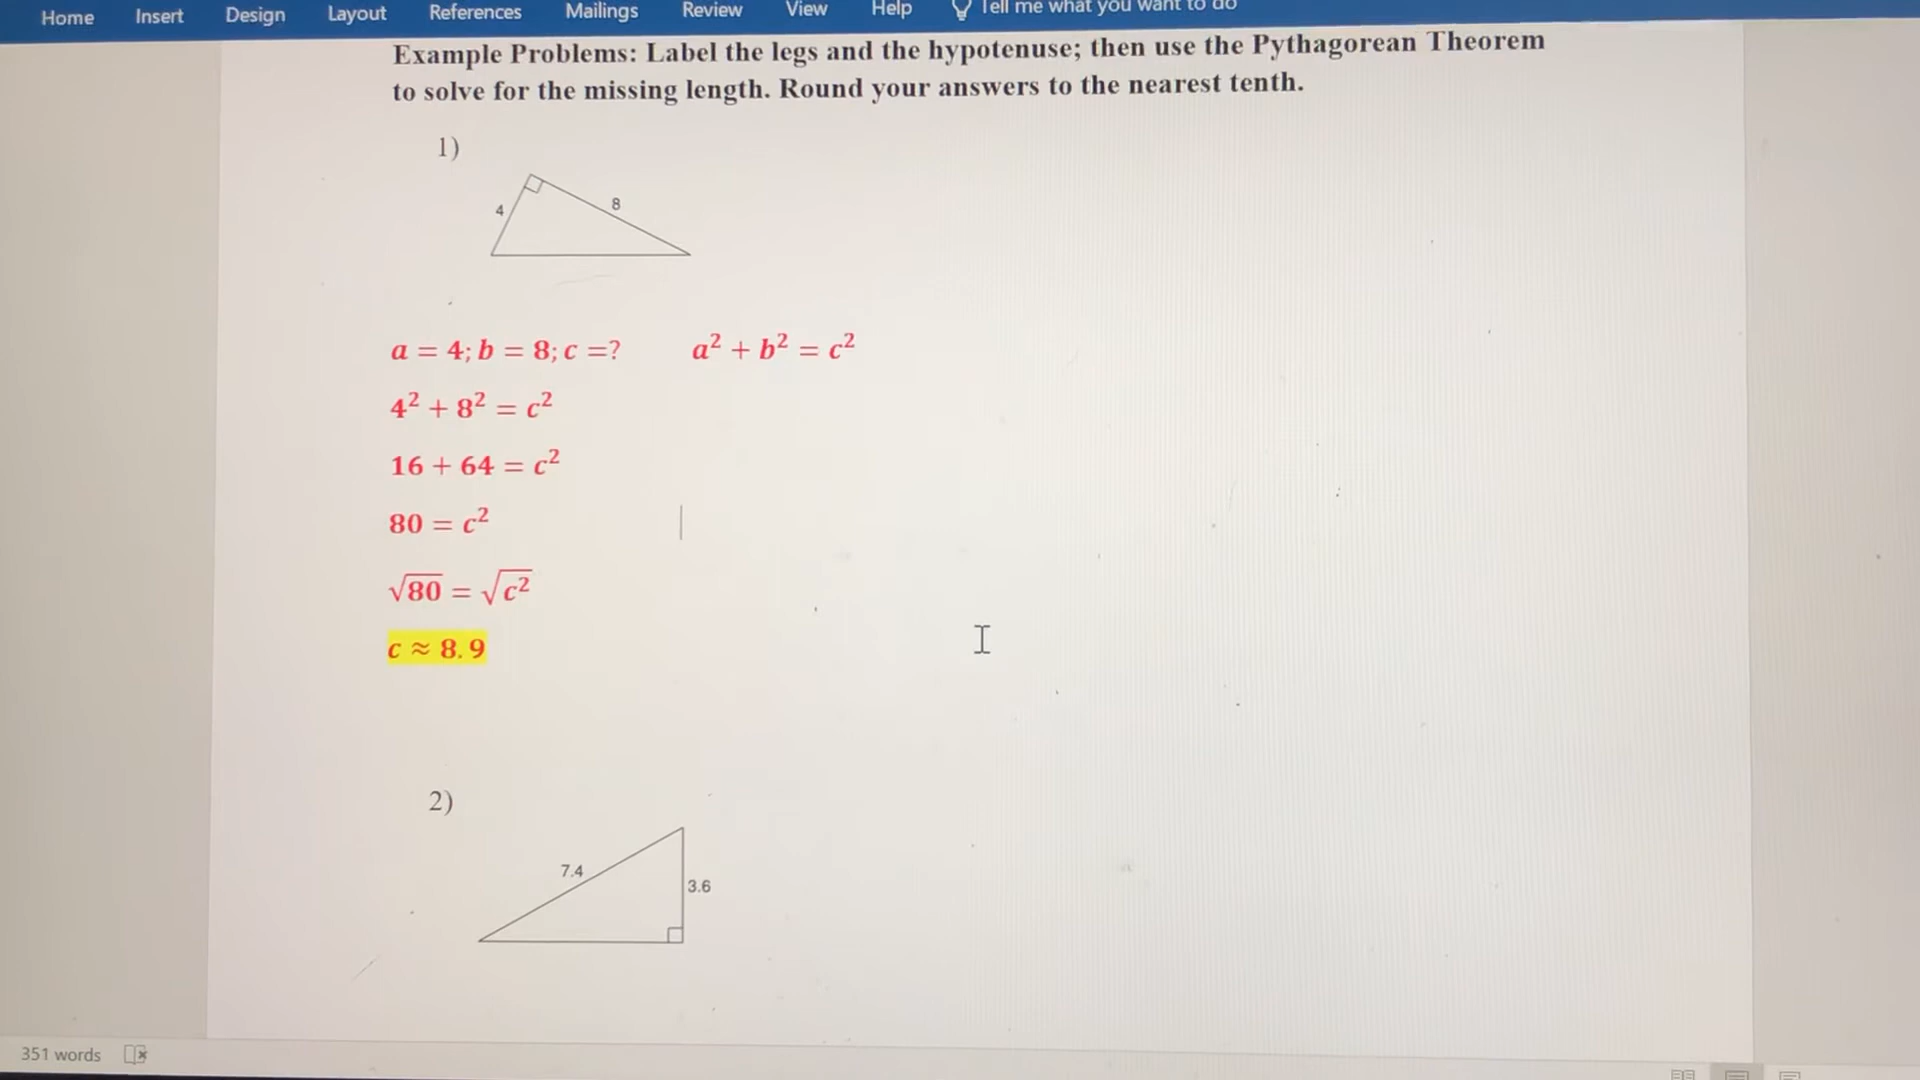 Home Insert Design Layout References Mailings Review View Help Tell me what you want to do
Example Problems: Label the legs and the hypotenuse; then use the Pythagorean Theorem
to solve for the missing length. Round your answers to the nearest tenth.
1)
4
8
a = 4; b = 8; c =? a² + b² = c²
4² + 8² = c²
16 + 64 = c²
80 = c²
√80 = √c²
c ≈ 8.9
2)
7.4
3.6
351 words